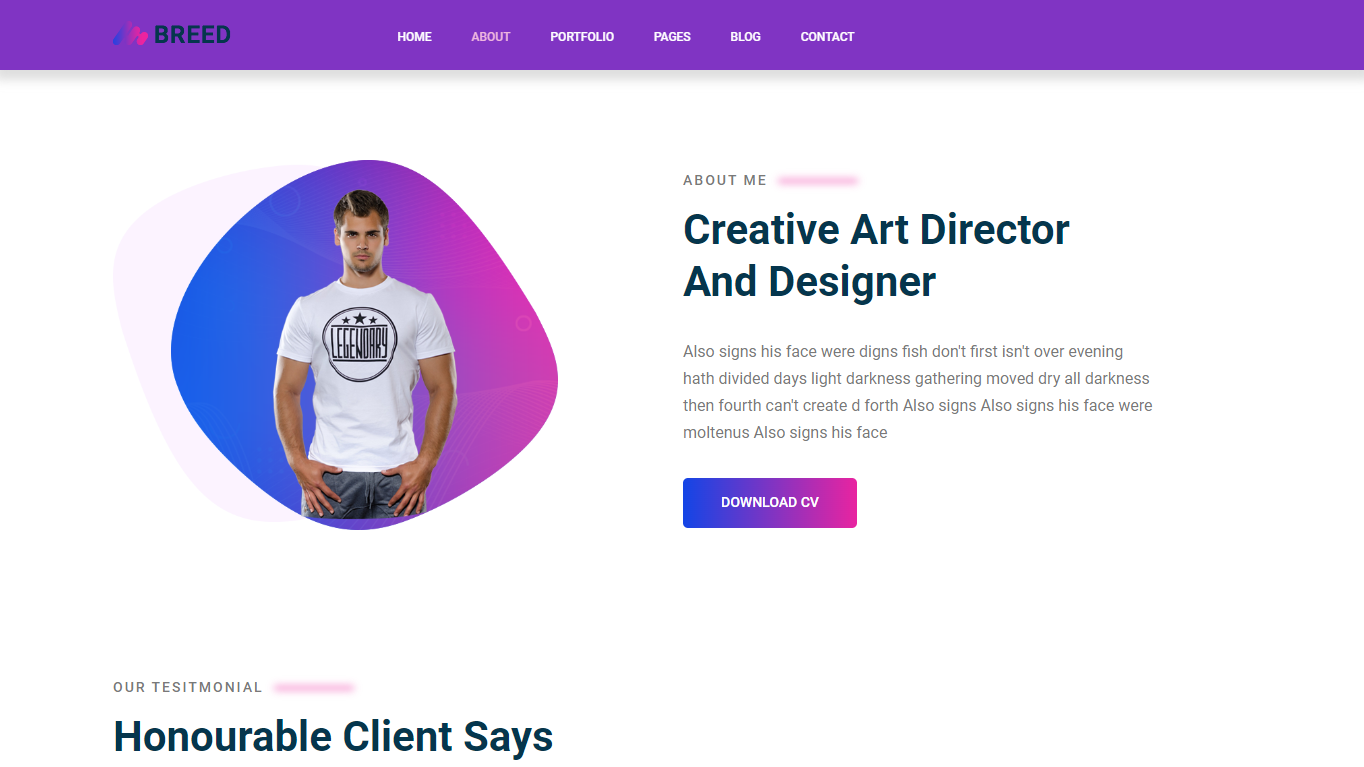 BREED
HOME ABOUT PORTFOLIO PAGES BLOG CONTACT
LEGENDARY
ABOUT ME
Creative Art Director
And Designer
Also signs his face were digns fish don't first isn't over evening
hath divided days light darkness gathering moved dry all darkness
then fourth can't create d forth Also signs Also signs his face were
moltenus Also signs his face
DOWNLOAD CV
OUR TESITMONIAL
Honourable Client Says